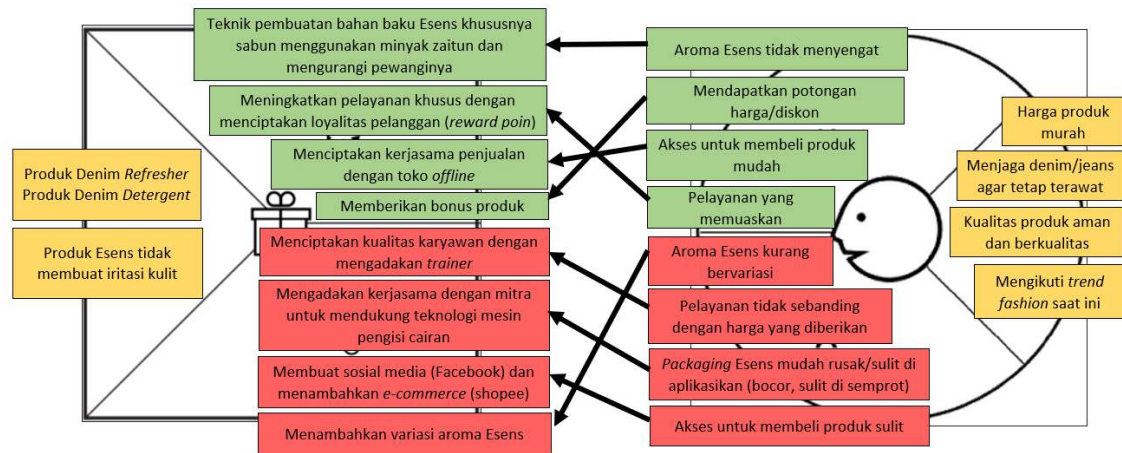 Teknik pembuatan bahan baku Esens khususnya
sabun menggunakan minyak zaitun dan
mengurangi pewanginya
Meningkatkan pelayanan khusus dengan
menciptakan loyalitas pelanggan (reward poin)
Menciptakan kerjasama penjualan
dengan toko offline
Memberikan bonus produk
Produk Denim Refresher
Produk Denim Detergent
Produk Esens tidak
membuat iritasi kulit
Menciptakan kualitas karyawan dengan
mengadakan trainer
Mengadakan kerjasama dengan mitra
untuk mendukung teknologi mesin
pengisi cairan
Membuat sosial media (Facebook) dan
menambahkan e-commerce (shopee)
Menambahkan variasi aroma Esens
Aroma Esens tidak menyengat
Mendapatkan potongan
harga/diskon
Akses untuk membeli produk
mudah
Pelayanan yang
memuaskan
Aroma Esens kurang
bervariasi
Pelayanan tidak sebanding
dengan harga yang diberikan
Packaging Esens mudah rusak/sulit di
aplikasikan (bocor, sulit di semprot)
Akses untuk membeli produk sulit
Harga produk
murah
Menjaga denim/jeans
agar tetap terawat
Kualitas produk aman
dan berkualitas
Mengikuti trend
fashion saat ini